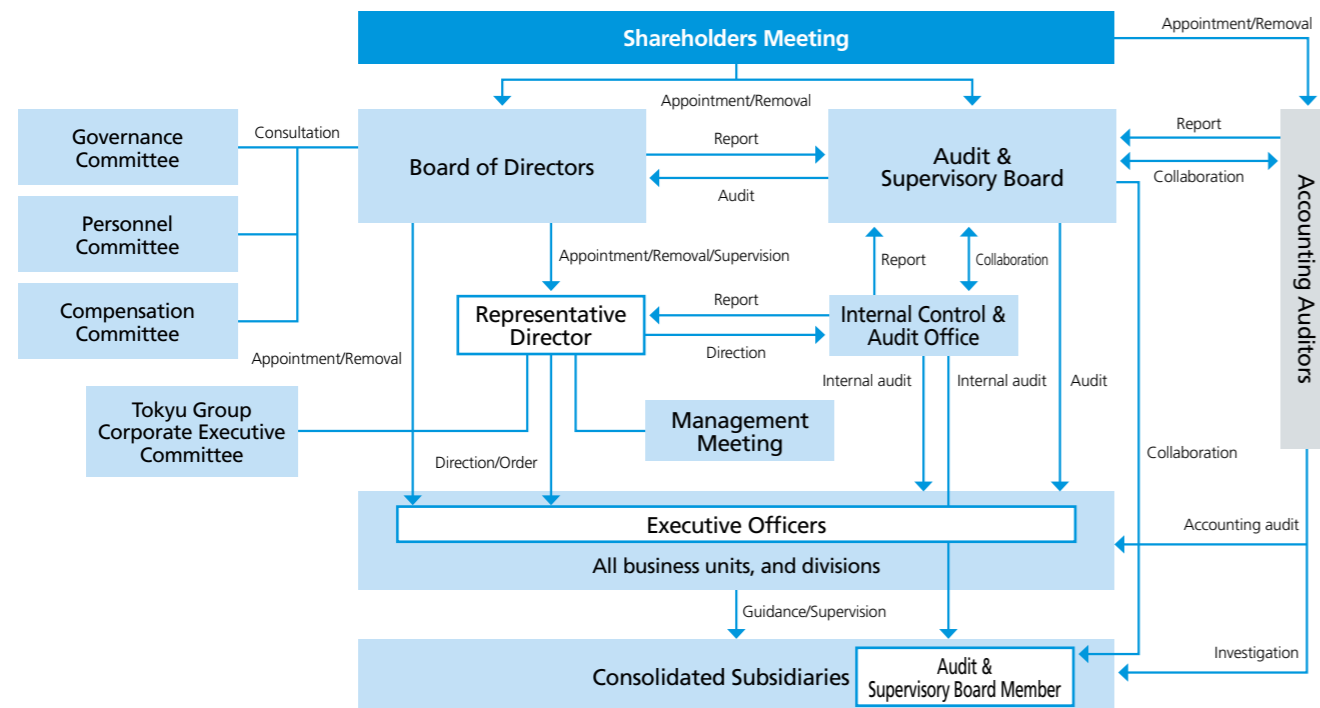 Shareholders Meeting
Appointment/Removal
Appointment/Removal
Governance
Committee
Consultation
Board of Directors
Report
Audit
Audit &
Supervisory Board
Report
Collaboration
Accounting Auditors
Personnel
Committee
Compensation
Committee
Appointment/Removal/Supervision
Report
Collaboration
Representative
Director
Report
Direction
Internal Control &
Audit Office
Appointment/Removal
Internal audit
Internal audit
Audit
Tokyu Group
Corporate Executive
Committee
Management
Meeting
Direction/Order
Collaboration
Executive Officers
All business units, and divisions
Accounting audit
Guidance/Supervision
Consolidated Subsidiaries
Audit &
Supervisory Board Member
Investigation